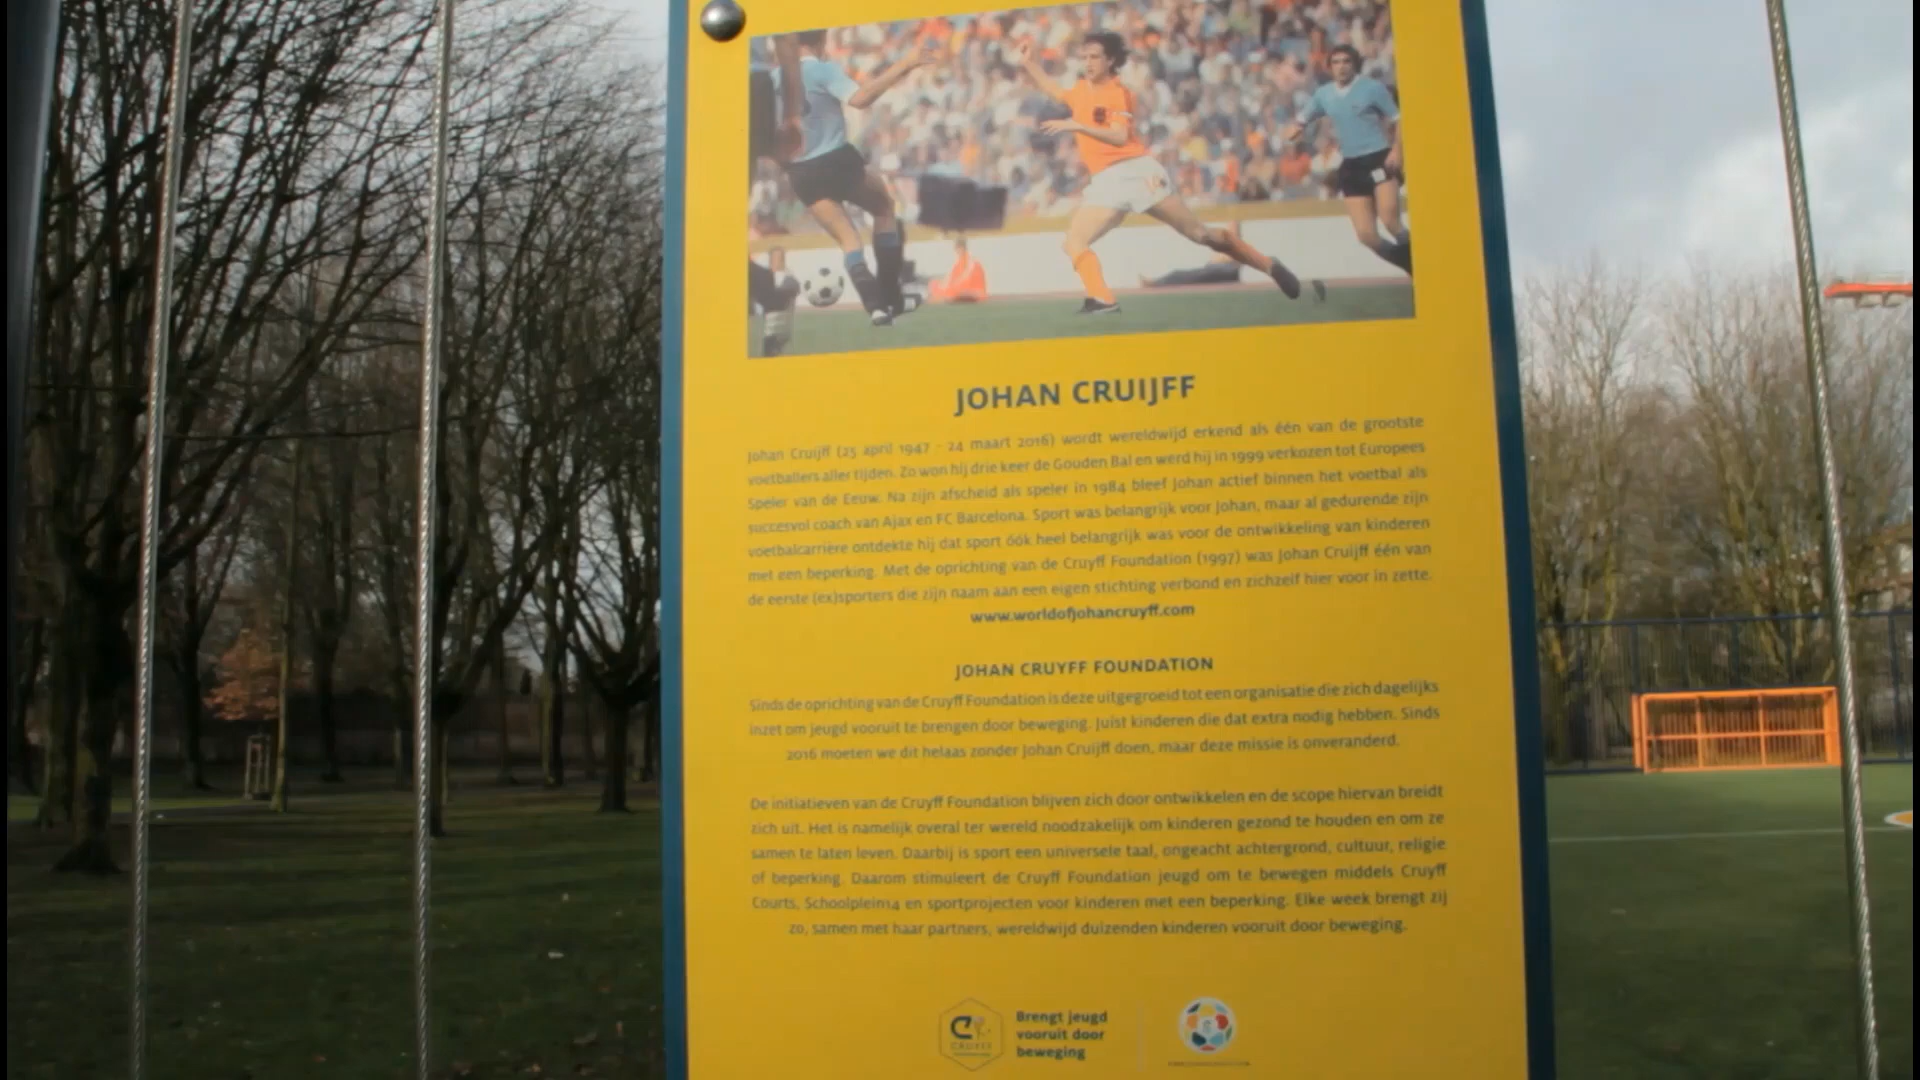 JOHAN CRUIJFF
Johan Cruijff (25 april 1947 - 24 maart 2016) wordt wereldwijd erkend als één van de grootste
voetballers aller tijden. Zo won hij drie keer de Gouden Bal en werd hij in 1999 verkozen tot Europees
Speler van de Eeuw. Na zijn afscheid als speler in 1984 bleef Johan actief binnen het voetbal als
succesvol coach van Ajax en FC Barcelona. Sport was belangrijk voor Johan, maar al gedurende zijn
voetbalcarrière ontdekte hij dat sport óók heel belangrijk was voor de ontwikkeling van kinderen
met een beperking. Met de oprichting van de Cruyff Foundation (1997) was Johan Cruijff één van
de eerste (ex)sporters die zijn naam aan een eigen stichting verbond en zichzelf hier voor in zette.
www.worldofjohancruyff.com
JOHAN CRUYFF FOUNDATION
Sinds de oprichting van de Cruyff Foundation is deze uitgegroeid tot een organisatie die zich dagelijks
inzet om jeugd vooruit te brengen door beweging. Juist kinderen die dat extra nodig hebben. Sinds
2016 moeten we dit helaas zonder Johan Cruijff doen, maar deze missie is onveranderd.
De initiatieven van de Cruyff Foundation blijven zich door ontwikkelen en de scope hiervan breidt
zich uit. Het is namelijk overal ter wereld noodzakelijk om kinderen gezond te houden en om ze
samen te laten leven. Daarbij is sport een universele taal, ongeacht achtergrond, cultuur, religie
of beperking. Daarom stimuleert de Cruyff Foundation jeugd om te bewegen middels Cruyff
Courts, Schoolplein14 en sportprojecten voor kinderen met een beperking. Elke week brengt zij
zo, samen met haar partners, wereldwijd duizenden kinderen vooruit door beweging.
CRUYFF
Brengt jeugd
vooruit door
beweging